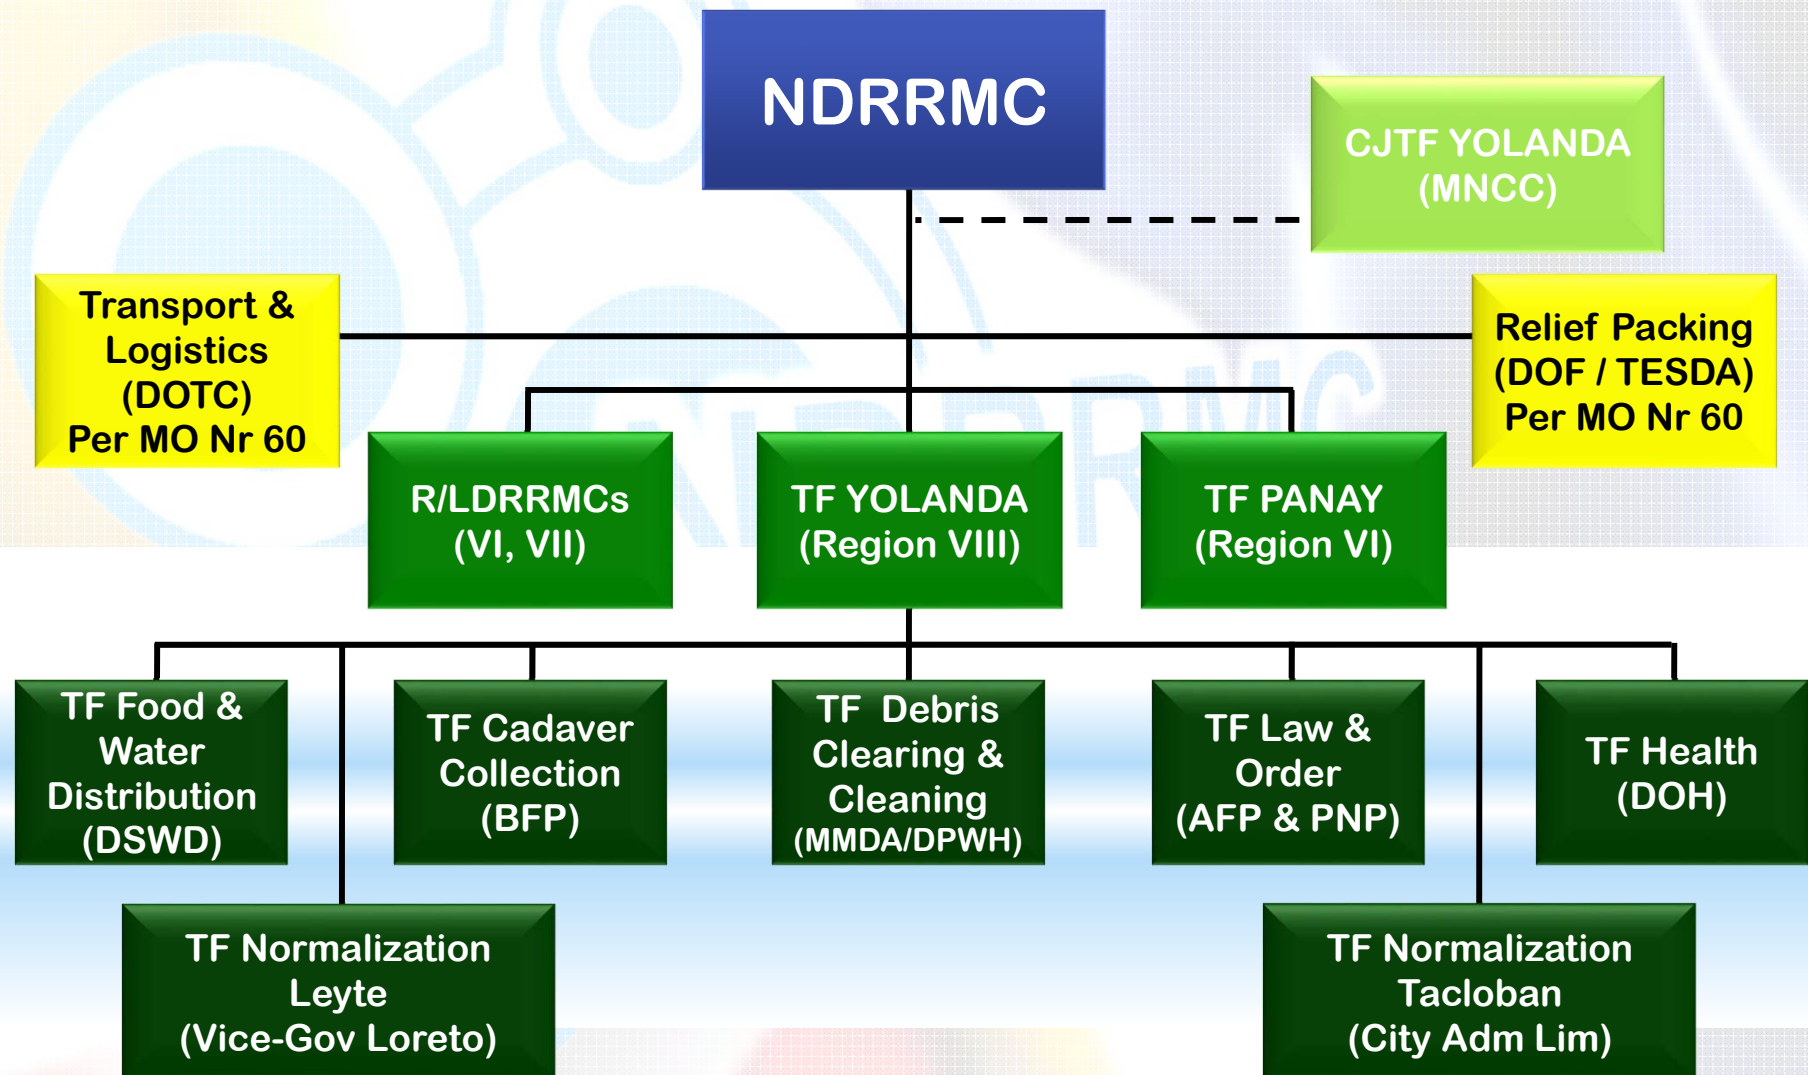 NDRRMC
CJTF YOLANDA
(MNCC)
Transport &
Logistics
(DOTC)
Per MO Nr 60
Relief Packing
(DOF / TESDA)
Per MO Nr 60
R/LDRRMCs
(VI, VII)
TF YOLANDA
(Region VIII)
TF PANAY
(Region VI)
TF Food &
Water
Distribution
(DSWD)
TF Cadaver
Collection
(BFP)
TF Debris
Clearing &
Cleaning
(MMDA/DPWH)
TF Law &
Order
(AFP & PNP)
TF Health
(DOH)
TF Normalization
Leyte
(Vice-Gov Loreto)
TF Normalization
Tacloban
(City Adm Lim)
NDRRMC